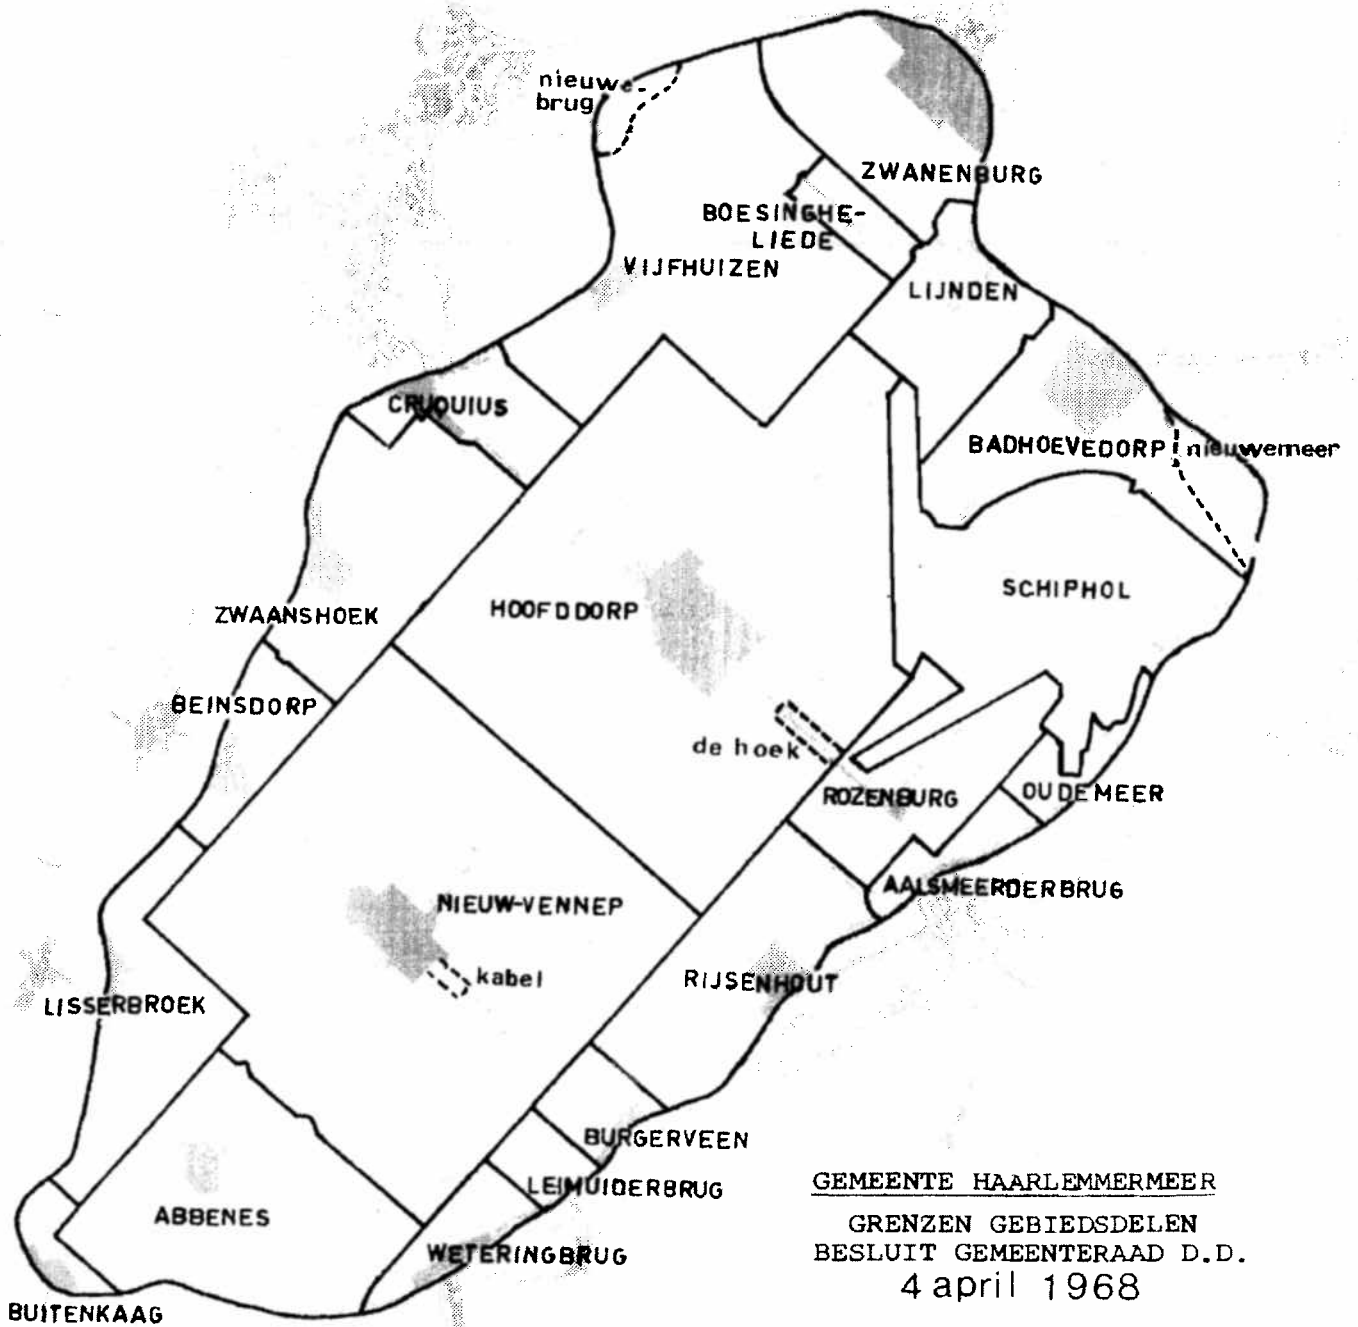 nieuwe-
brug
ZWANENBURG
BOESINGHE-
LIEDE
VIJFHUIZEN
LIJNDEN
CRUQUIUS
BADHOEVEDORP
nieuwemeer
SCHIPHOL
HOOFDDORP
ZWAANSHOEK
BEINSDORP
de hoek
ROZENBURG
OUDEMEER
AALSMEERDERBRUG
NIEUW-VENNEP
kabel
RIJSENHOUT
LISSERBROEK
BURGERVEEN
LEIMUIDERBRUG
ABBENES
WETERINGBRUG
BUITENKAAG
GEMEENTE HAARLEMMERMEER
GRENZEN GEBIEDSDELEN
BESLUIT GEMEENTERAAD D.D.
4 april 1968